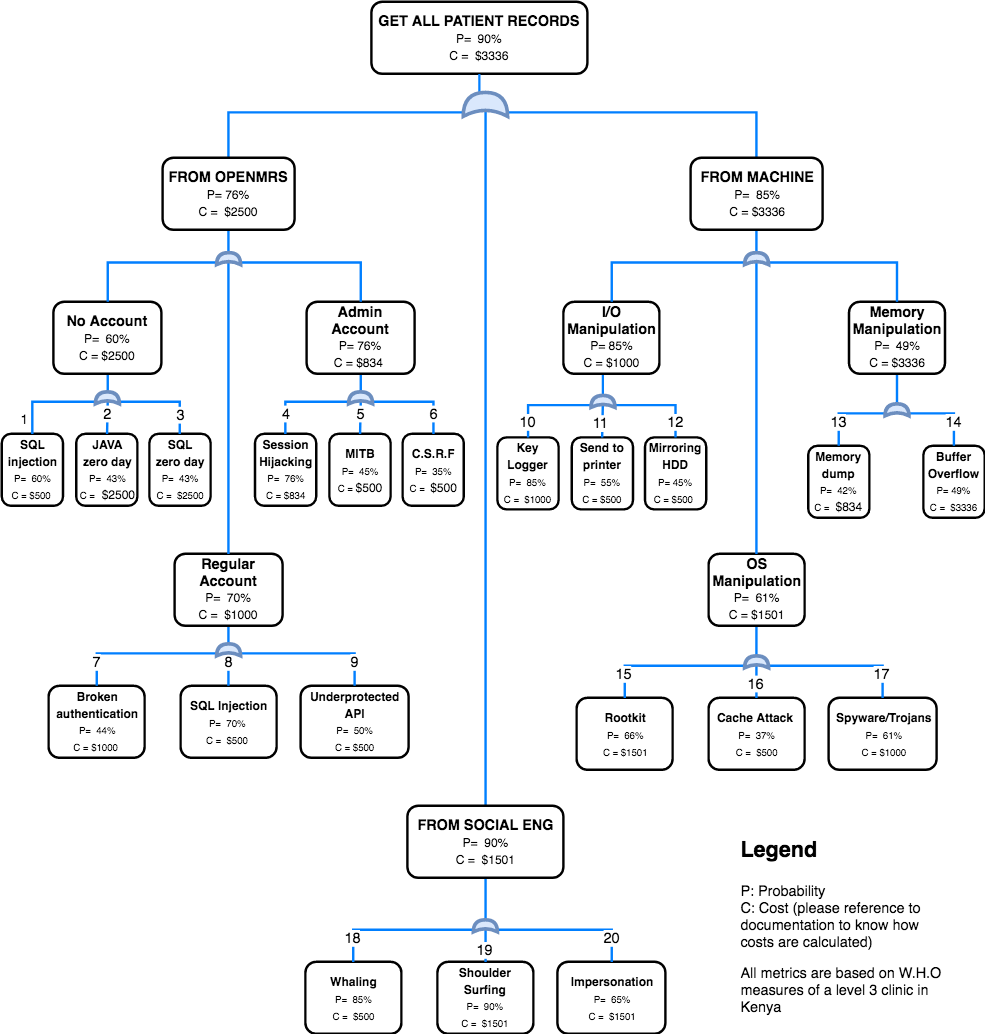 GET ALL PATIENT RECORDS
P= 90%
C = $3336
FROM OPENMRS
P= 76%
C = $2500
FROM MACHINE
P= 85%
C = $3336
No Account
P= 60%
C = $2500
Admin
Account
P= 76%
C = $834
I/O
Manipulation
P= 85%
C = $1000
Memory
Manipulation
P= 49%
C = $3336
1
SQL
injection
P= 60%
C = $500
2
JAVA
zero day
P= 43%
C = $2500
3
SQL
zero day
P= 43%
C = $2500
4
Session
Hijacking
P= 76%
C = $834
5
MITB
P= 45%
C = $500
6
C.S.R.F
P= 35%
C = $500
10
Key
Logger
P= 85%
C = $1000
11
Send to
printer
P= 55%
C = $500
12
Mirroring
HDD
P= 45%
C = $500
13
Memory
dump
P= 42%
C = $834
14
Buffer
Overflow
P= 49%
C = $3336
Regular
Account
P= 70%
C = $1000
OS
Manipulation
P= 61%
C = $1501
7
Broken
authentication
P= 44%
C = $1000
8
SQL Injection
P= 70%
C = $500
9
Underprotected
API
P= 50%
C = $500
15
Rootkit
P= 66%
C = $1501
16
Cache Attack
P= 37%
C = $500
17
Spyware/Trojans
P= 61%
C = $1000
FROM SOCIAL ENG
P= 90%
C = $1501
18
Whaling
P= 85%
C = $500
19
Shoulder
Surfing
P= 90%
C = $1501
20
Impersonation
P= 65%
C = $1501
Legend
P: Probability
C: Cost (please reference to
documentation to know how
costs are calculated)
All metrics are based on W.H.O
measures of a level 3 clinic in
Kenya